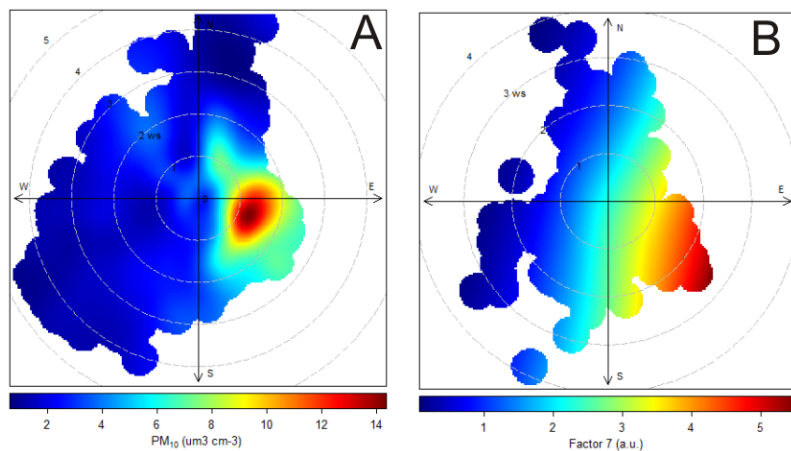 A
5
4
3
2 ws
1
0
W
E
S
2 4 6 8 10 12 14
PM₁₀ (um3 cm-3)
B
N
4
3 ws
2
1
W
E
S
1 2 3 4 5
Factor 7 (a.u.)